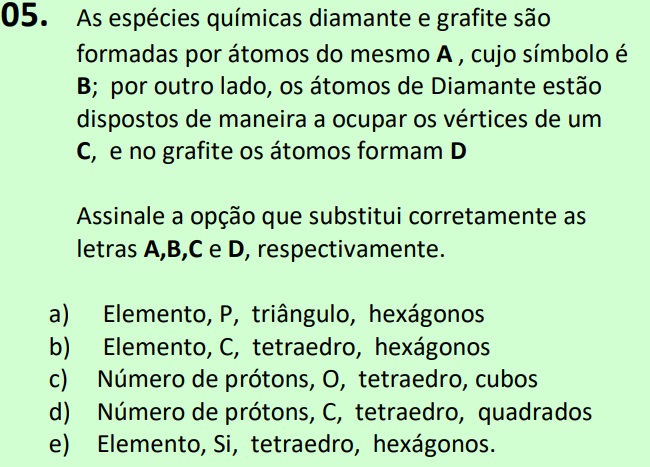 05. As espécies químicas diamante e grafite são
formadas por átomos do mesmo A , cujo símbolo é
B; por outro lado, os átomos de Diamante estão
dispostos de maneira a ocupar os vértices de um
C, e no grafite os átomos formam D
Assinale a opção que substitui corretamente as
letras A,B,C e D, respectivamente.
a) Elemento, P, triângulo, hexágonos
b) Elemento, C, tetraedro, hexágonos
c) Número de prótons, O, tetraedro, cubos
d) Número de prótons, C, tetraedro, quadrados
e) Elemento, Si, tetraedro, hexágonos.